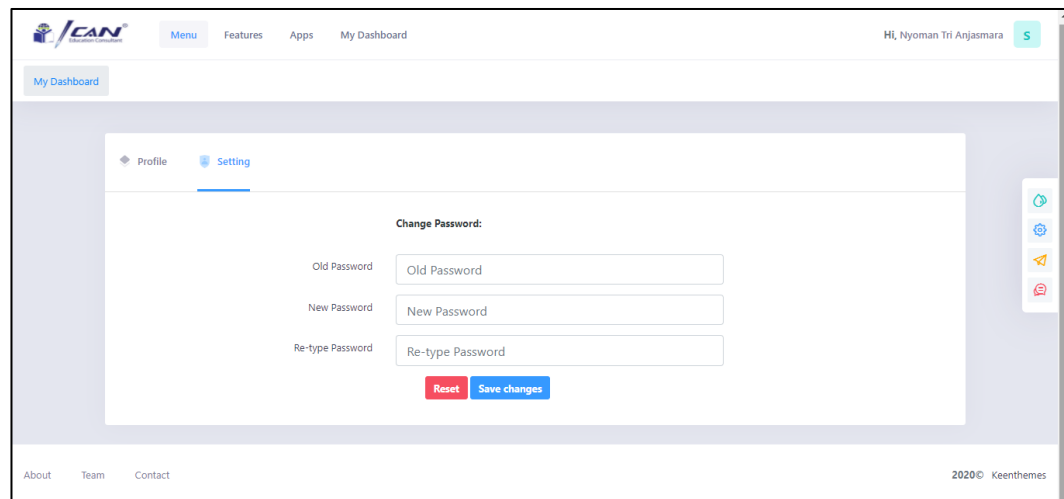 ICAN®
Education Consultant
Menu Features Apps My Dashboard
Hi, Nyoman Tri Anjasmara S
My Dashboard
Profile Setting
Change Password:
Old Password Old Password
New Password New Password
Re-type Password Re-type Password
Reset Save changes
About Team Contact
2020© Keenthemes